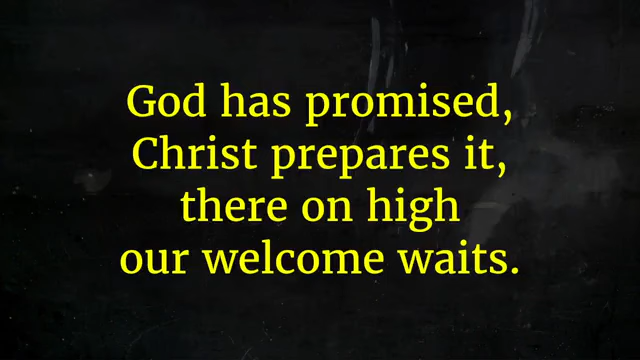 God has promised,
Christ prepares it,
there on high
our welcome waits.